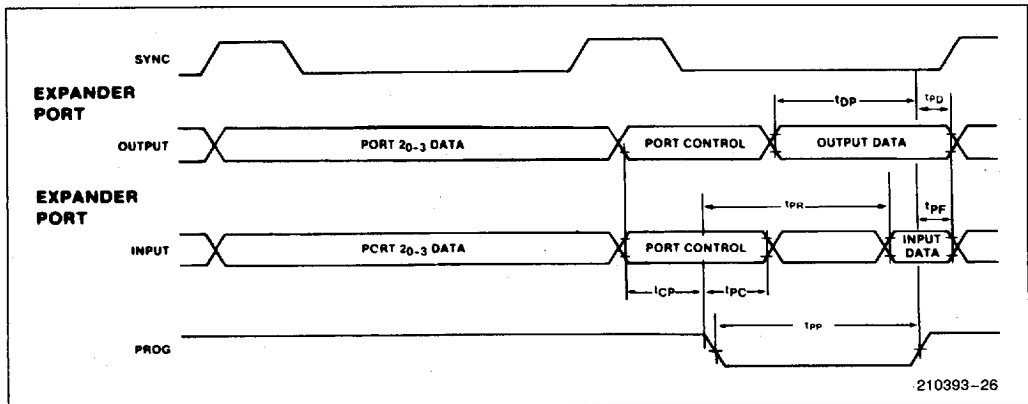 SYNC
EXPANDER
PORT
tDP
tPD
OUTPUT
PORT 20-3 DATA
PORT CONTROL
OUTPUT DATA
EXPANDER
PORT
tPR
tPF
INPUT
PCRT 20-3 DATA
PORT CONTROL
INPUT
DATA
tCP
tPC
tPP
PROG
210393-26